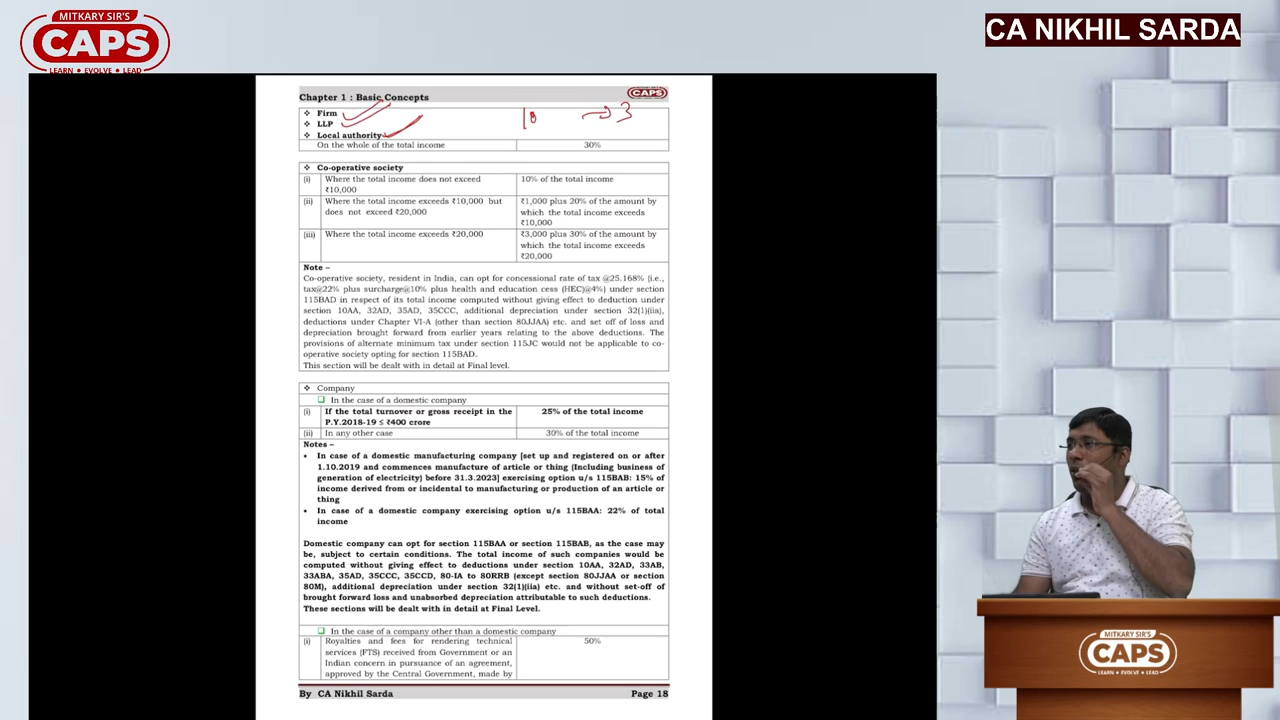 MITKARY SIR'S
CAPS
LEARN • EVOLVE • LEAD
CA NIKHIL SARDA
Chapter 1 : Basic Concepts
CAPS
❖ Firm
❖ LLP
❖ Local authority
On the whole of the total income 30%
❖ Co-operative society
(i) Where the total income does not exceed ₹10,000 10% of the total income
(ii) Where the total income exceeds ₹10,000 but does not exceed ₹20,000 ₹1,000 plus 20% of the amount by which the total income exceeds ₹10,000
(iii) Where the total income exceeds ₹20,000 ₹3,000 plus 30% of the amount by which the total income exceeds ₹20,000
Note –
Co-operative society, resident in India, can opt for concessional rate of tax @25.168% (i.e.,
tax@22% plus surcharge@10% plus health and education cess (HEC)@4%) under section
115BAD in respect of its total income computed without giving effect to deduction under
section 10AA, 32AD, 35AD, 35CCC, additional depreciation under section 32(1)(iia),
deductions under Chapter VI-A (other than section 80JJAA) etc. and set off of loss and
depreciation brought forward from earlier years relating to the above deductions. The
provisions of alternate minimum tax under section 115JC would not be applicable to co-
operative society opting for section 115BAD.
This section will be dealt with in detail at Final level.
❖ Company
❑ In the case of a domestic company
(i) If the total turnover or gross receipt in the P.Y.2018-19 ≤ ₹400 crore 25% of the total income
(ii) In any other case 30% of the total income
Notes –
• In case of a domestic manufacturing company [set up and registered on or after
1.10.2019 and commences manufacture of article or thing (Including business of
generation of electricity) before 31.3.2023] exercising option u/s 115BAB: 15% of
income derived from or incidental to manufacturing or production of an article or
thing
• In case of a domestic company exercising option u/s 115BAA: 22% of total
income
Domestic company can opt for section 115BAA or section 115BAB, as the case may
be, subject to certain conditions. The total income of such companies would be
computed without giving effect to deductions under section 10AA, 32AD, 33AB,
33ABA, 35AD, 35CCC, 35CCD, 80-IA to 80RRB (except section 80JJAA or section
80M), additional depreciation under section 32(1)(iia) etc. and without set-off of
brought forward loss and unabsorbed depreciation attributable to such deductions.
These sections will be dealt with in detail at Final Level.
❑ In the case of a company other than a domestic company
(i) Royalties and fees for rendering technical 50%
services (FTS) received from Government or an
Indian concern in pursuance of an agreement,
approved by the Central Government, made by
By CA Nikhil Sarda Page 18
MITKARY SIR'S
CAPS
LEARN • EVOLVE • LEAD